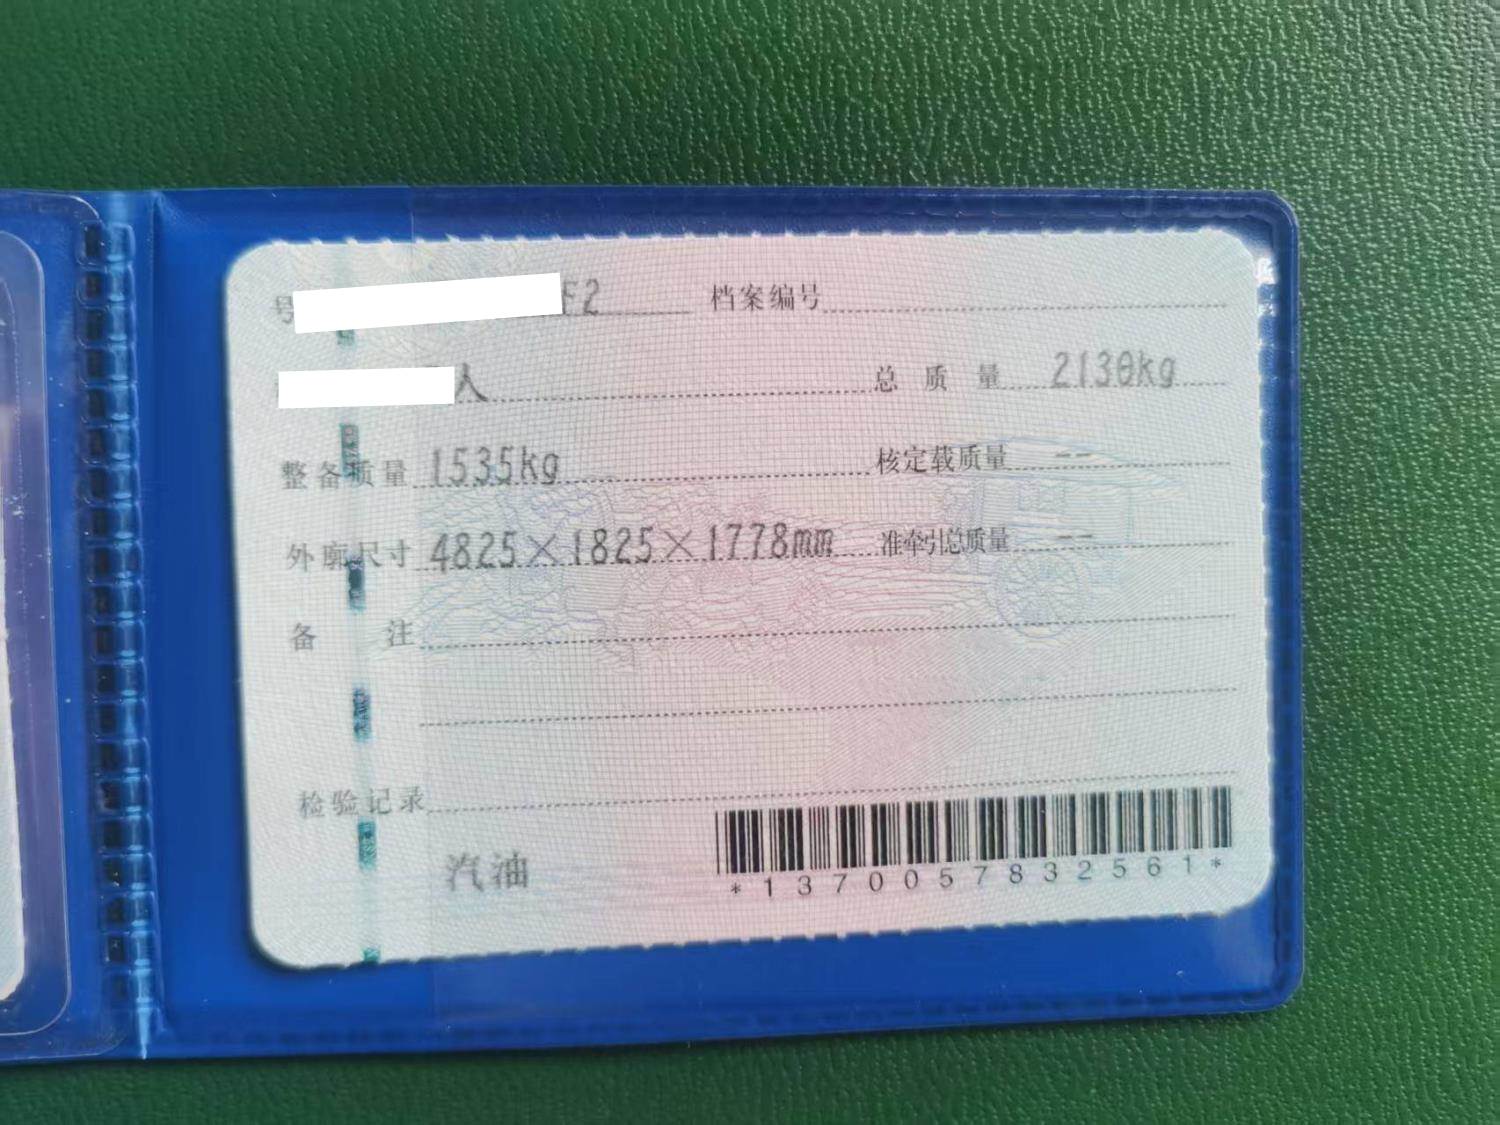 号 F2 档案编号
人 总质量 2130kg
整备质量 1535kg 核定载质量 --
外廓尺寸 4825×1825×1778mm 准牵引总质量 --
备注
检验记录
汽油
*1370057832561*